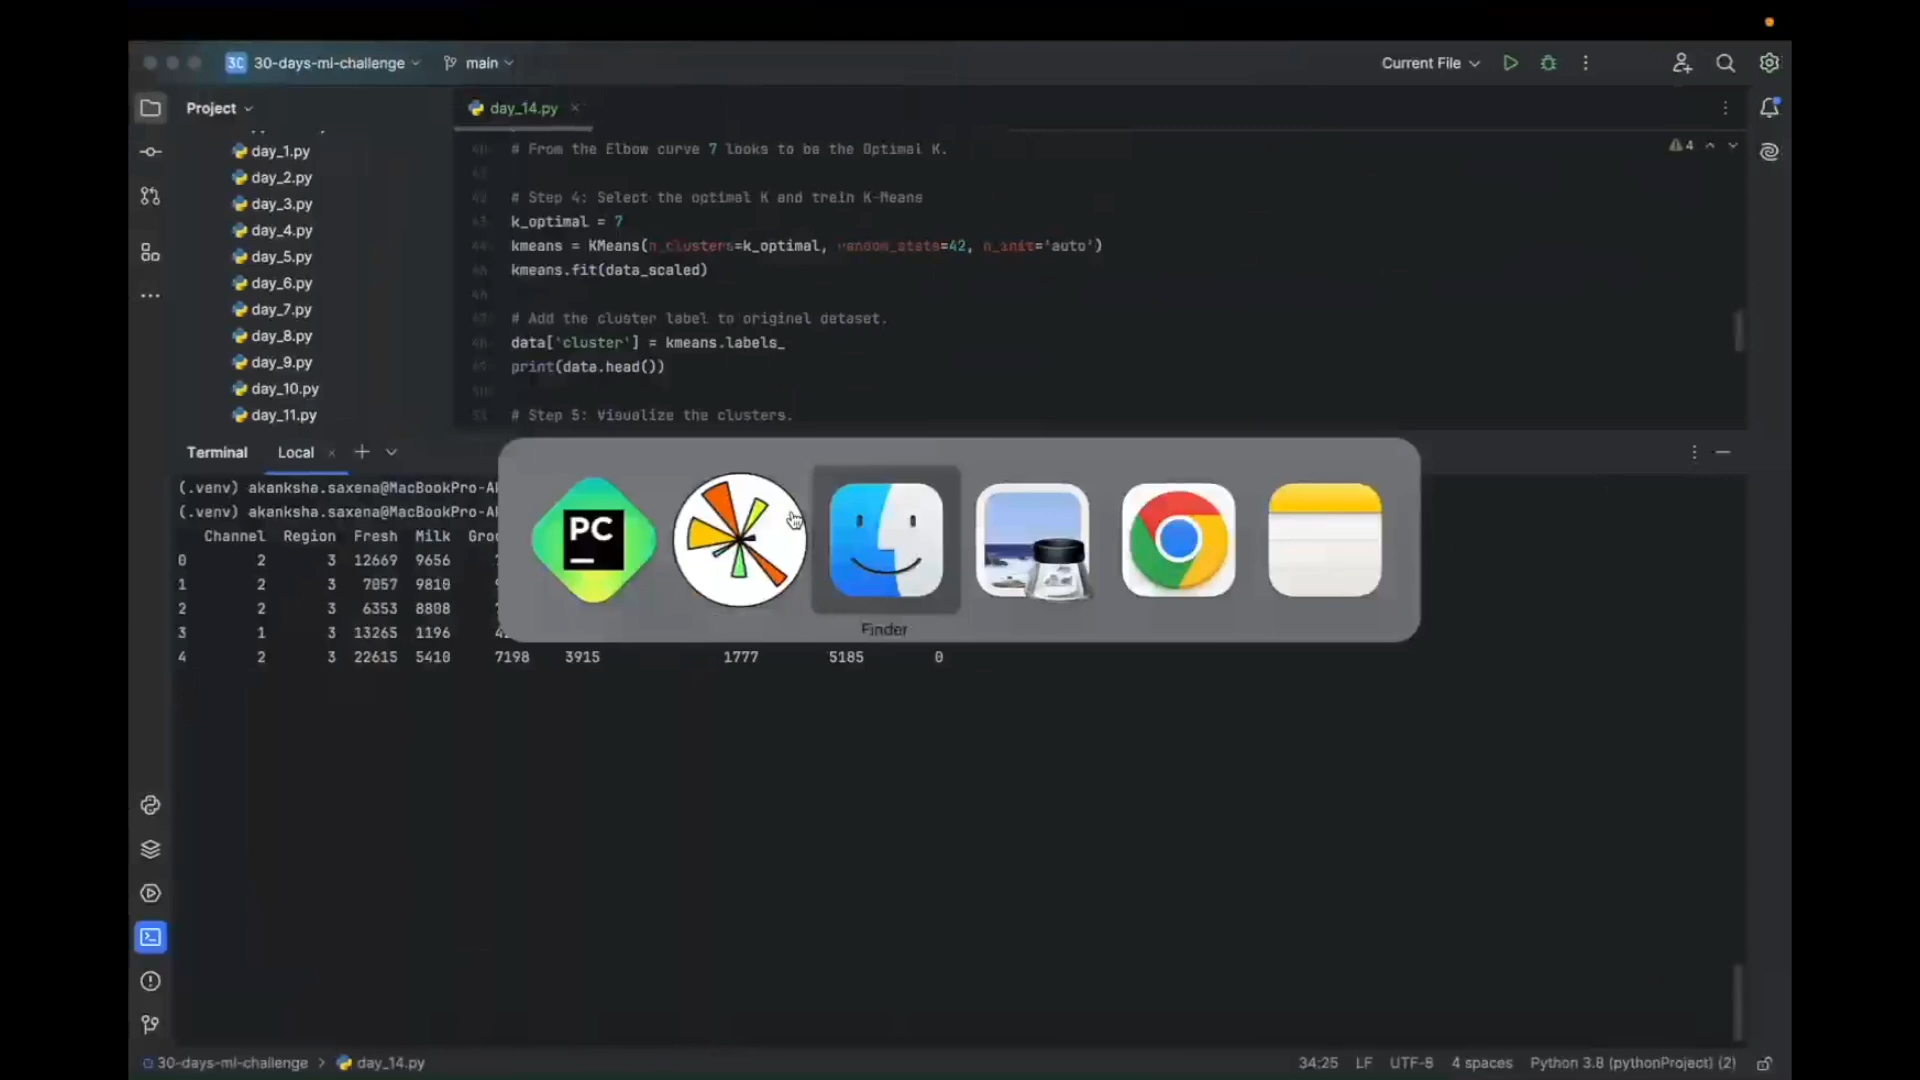 3C 30-days-ml-challenge main Current File
Project
day_14.py
day_1.py
day_2.py
day_3.py
day_4.py
day_5.py
day_6.py
day_7.py
day_8.py
day_9.py
day_10.py
day_11.py
# From the Elbow curve 7 looks to be the Optimal K.
# Step 4: Select the optimal K and train K-Means
k_optimal = 7
kmeans = KMeans(n_clusters=k_optimal, random_state=42, n_init='auto')
kmeans.fit(data_scaled)
# Add the cluster label to original dataset.
data['cluster'] = kmeans.labels_
print(data.head())
# Step 5: Visualize the clusters.
4
Terminal Local
(.venv) akanksha.saxena@MacBookPro-A
(.venv) akanksha.saxena@MacBookPro-A
Channel Region Fresh Milk Gro
0 2 3 12669 9656
1 2 3 7057 9810
2 2 3 6353 8808
3 1 3 13265 1196
4 2 3 22615 5410 7198 3915 1777 5185 0
PC
Finder
30-days-ml-challenge > day_14.py 34:25 LF UTF-8 4 spaces Python 3.8 (pythonProject) (2)